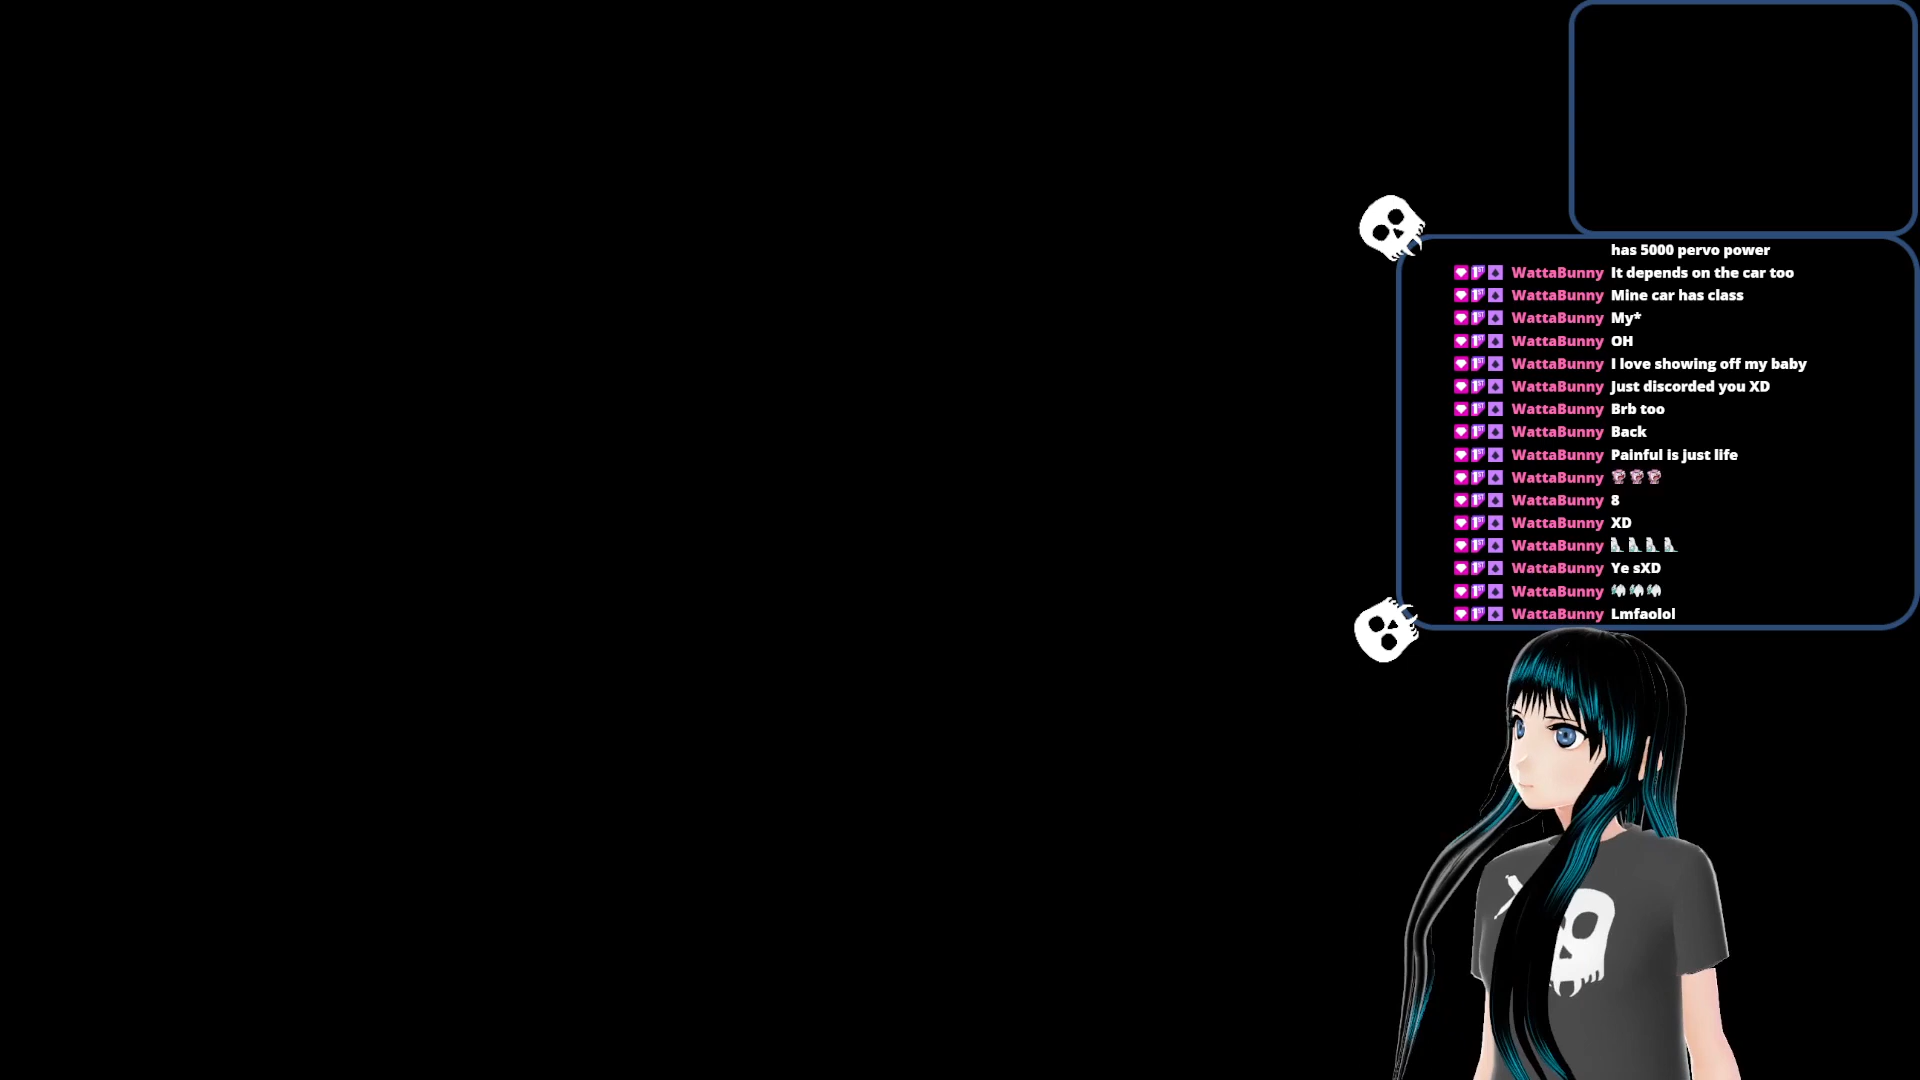 has 5000 pervo power
WattaBunny It depends on the car too
WattaBunny Mine car has class
WattaBunny My*
WattaBunny OH
WattaBunny I love showing off my baby
WattaBunny Just discorded you XD
WattaBunny Brb too
WattaBunny Back
WattaBunny Painful is just life
WattaBunny
WattaBunny 8
WattaBunny XD
WattaBunny
WattaBunny Ye sXD
WattaBunny
WattaBunny Lmfaolol